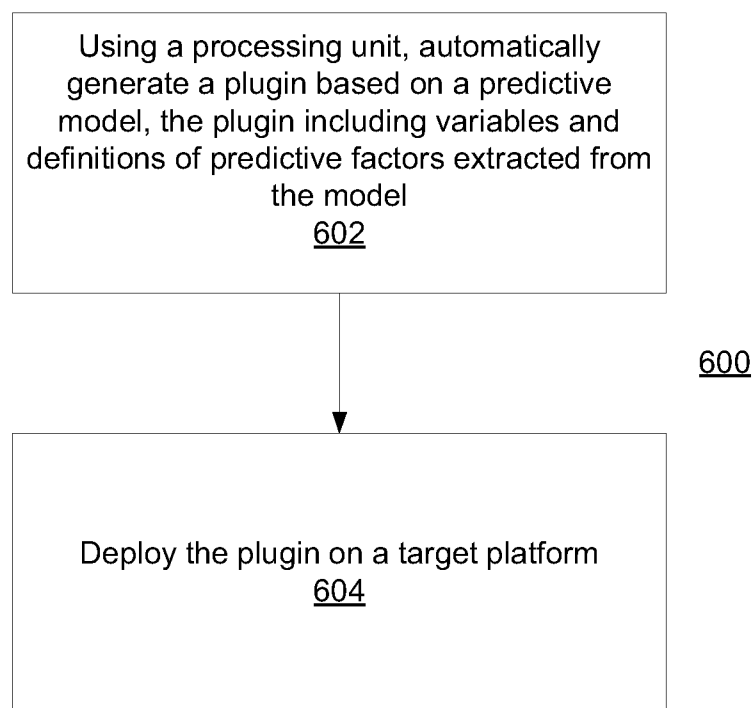 Using a processing unit, automatically
generate a plugin based on a predictive
model, the plugin including variables and
definitions of predictive factors extracted from
the model
602
600
Deploy the plugin on a target platform
604